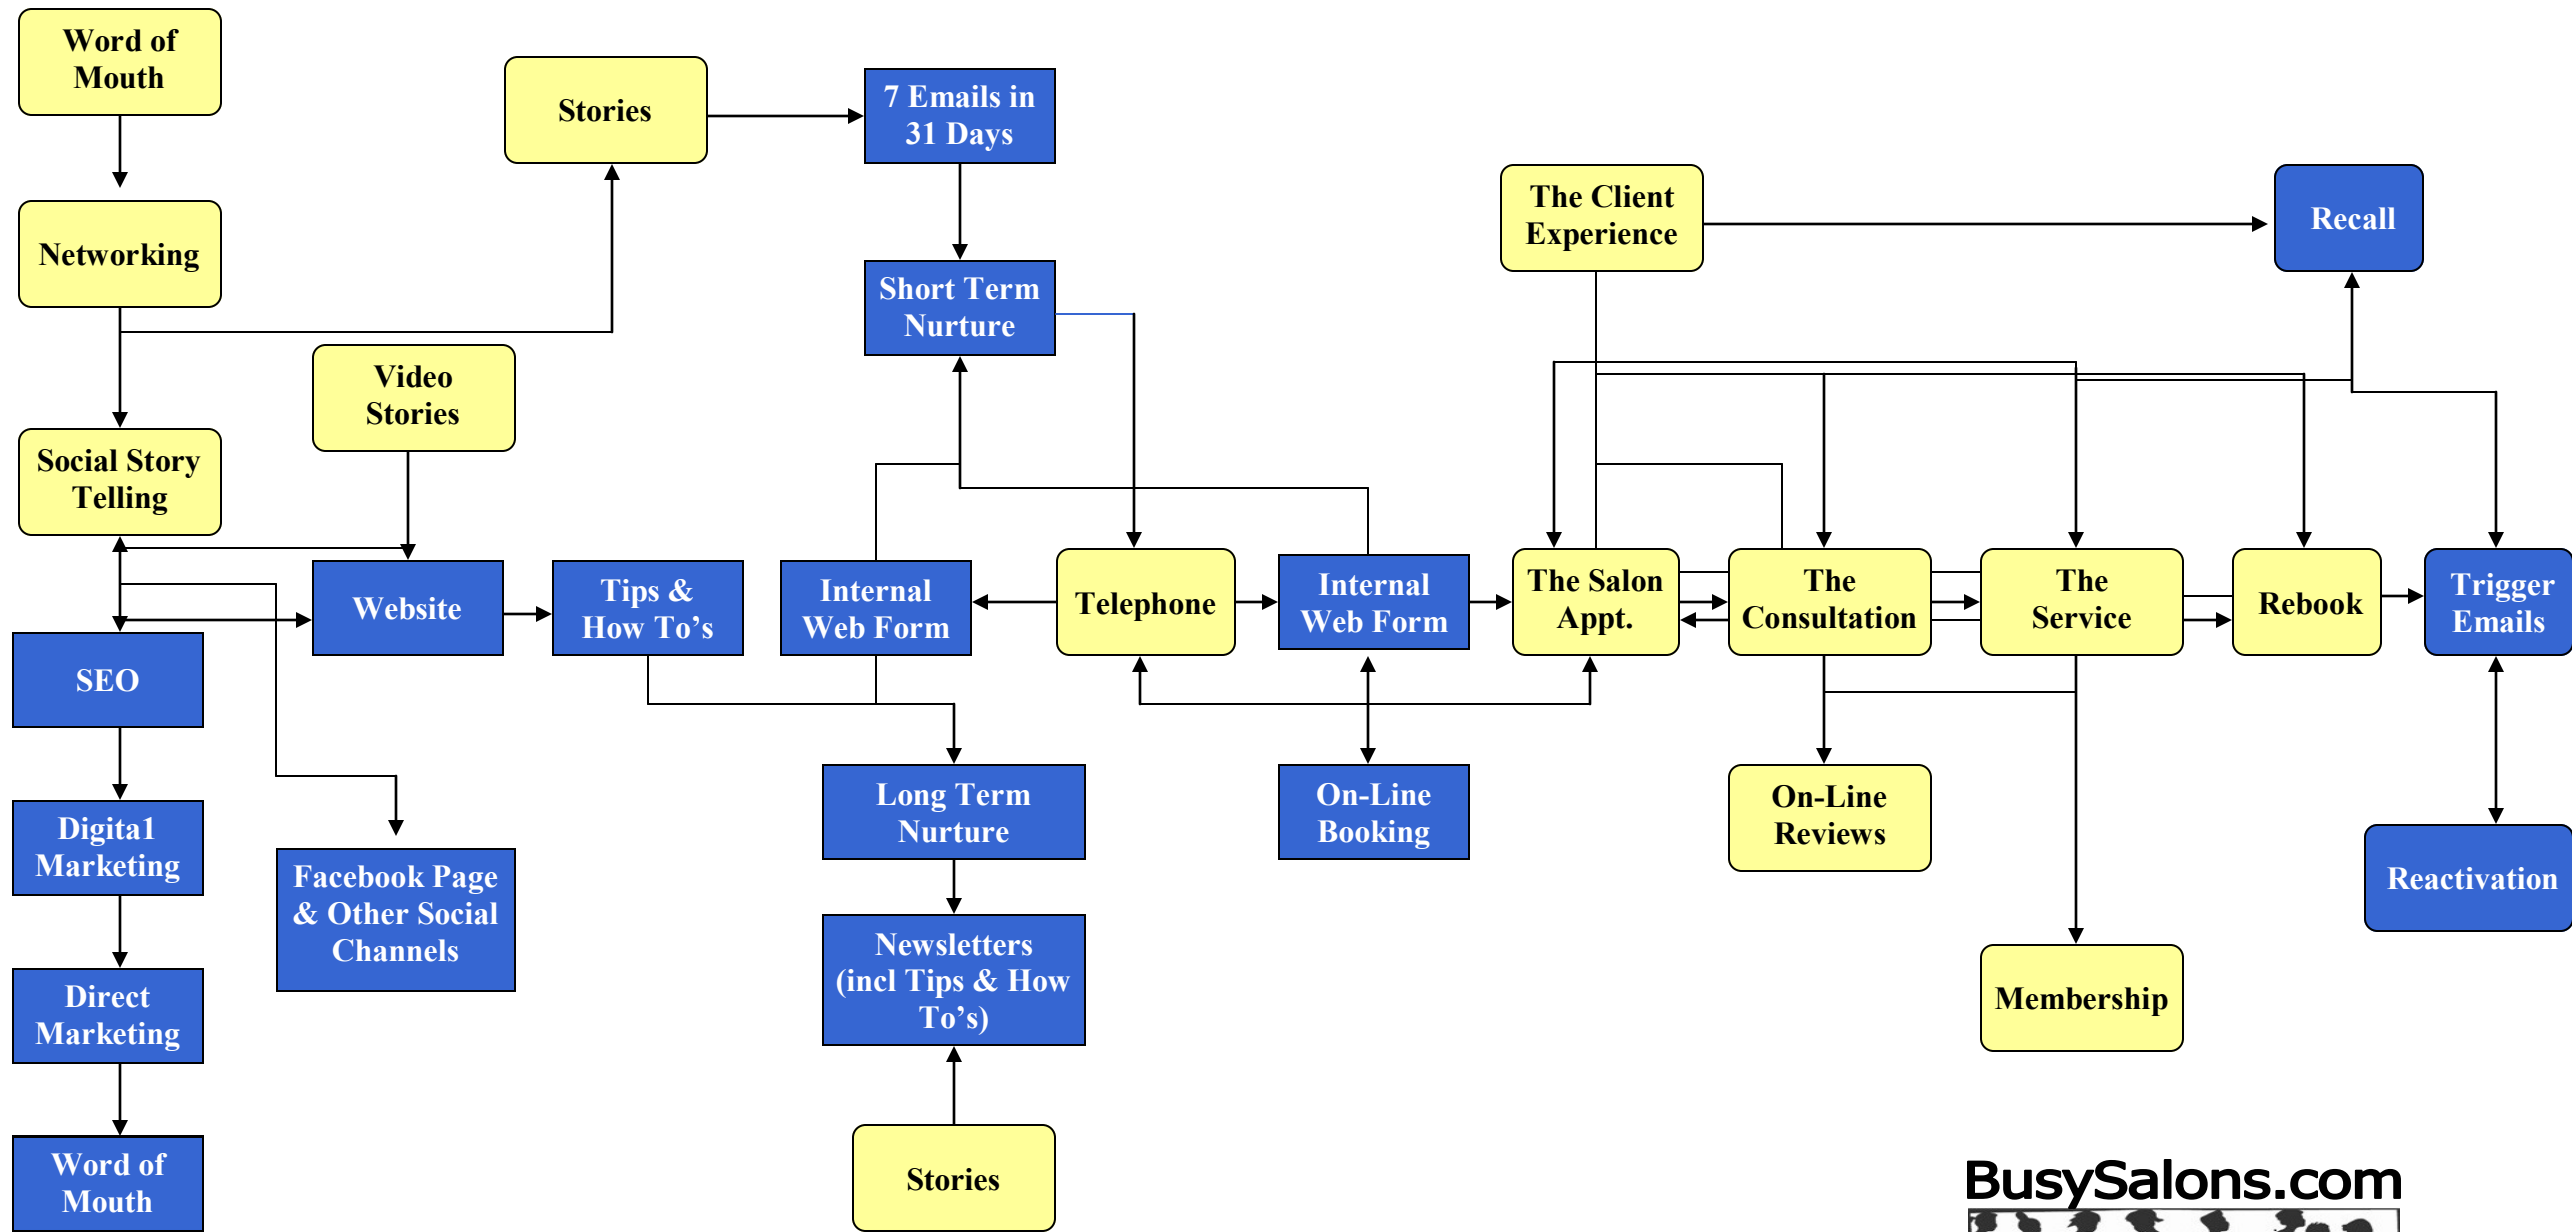 Word of
Mouth
Networking
Social Story
Telling
SEO
Digita1
Marketing
Direct
Marketing
Word of
Mouth
Video
Stories
Website
Facebook Page
& Other Social
Channels
Stories
Tips &
How To’s
7 Emails in
31 Days
Short Term
Nurture
Internal
Web Form
Long Term
Nurture
Newsletters
(incl Tips & How
To’s)
Stories
Telephone
Internal
Web Form
On-Line
Booking
The Client
Experience
The Salon
Appt.
The
Consultation
On-Line
Reviews
The
Service
Membership
Recall
Rebook
Trigger
Emails
Reactivation
BusySalons.com